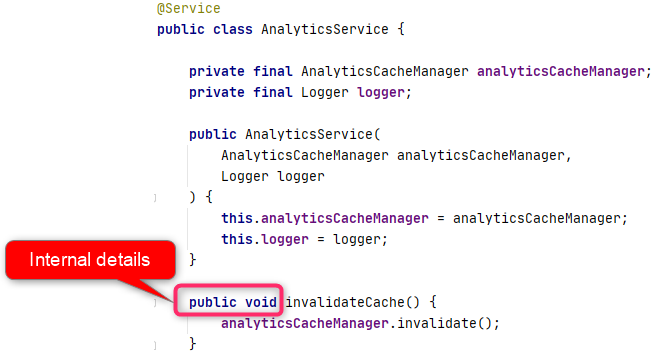 @Service
public class AnalyticsService {
private final AnalyticsCacheManager analyticsCacheManager;
private final Logger logger;
public AnalyticsService(
AnalyticsCacheManager analyticsCacheManager,
Logger logger
) {
this.analyticsCacheManager = analyticsCacheManager;
this.logger = logger;
}
Internal details
public void invalidateCache() {
analyticsCacheManager.invalidate();
}